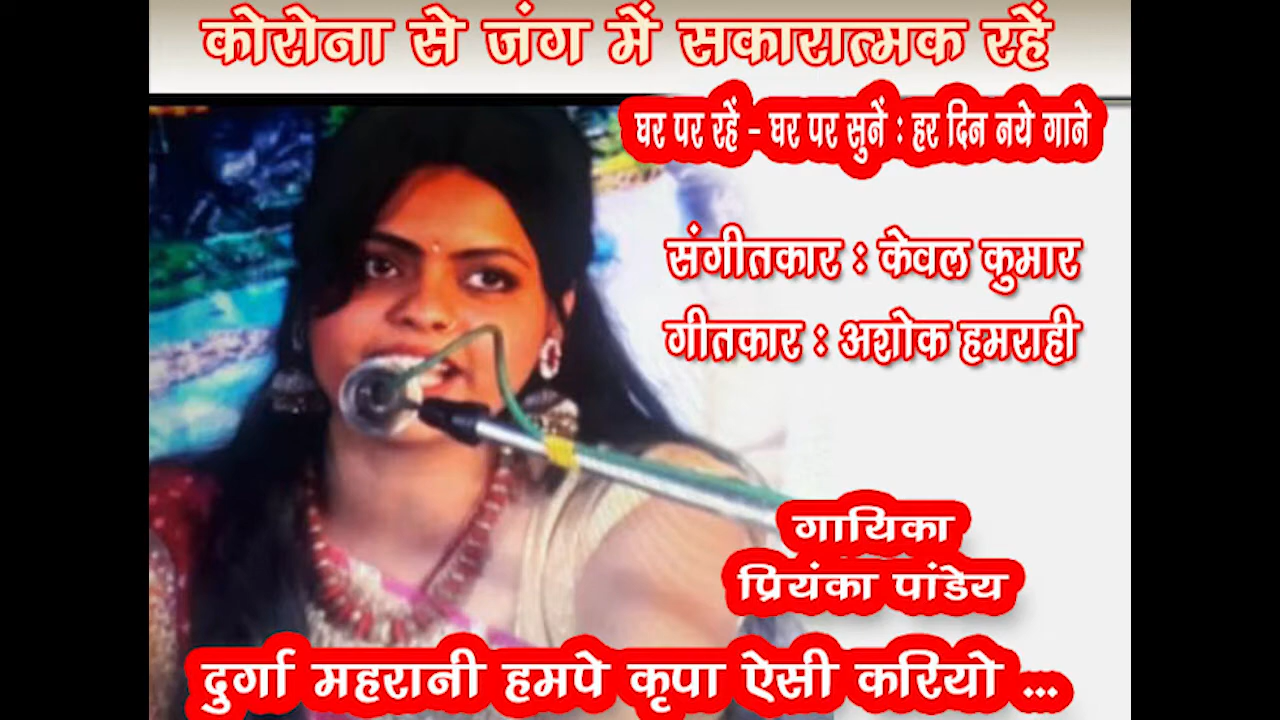 कोरोना से जंग में सकारात्मक रहें
घर पर रहें - घर पर सुनें : हर दिन नये गाने
संगीतकार : केवल कुमार
गीतकार : अशोक हमराही
गायिका
प्रियंका पांडेय
दुर्गा महरानी हमपे कृपा ऐसी करियो ...